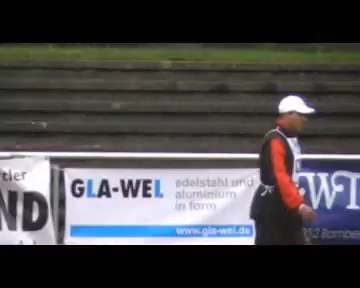 tler
ND
GLA-WEL
edelstahl und
aluminium
in form
www.gla-wel.de
WT